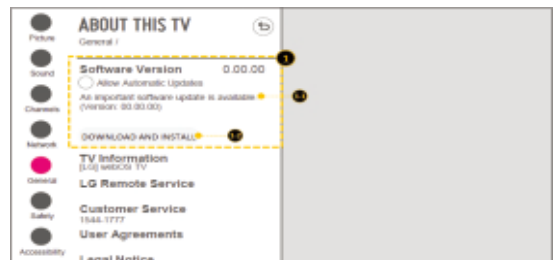 Picture
Sound
Channels
Network
General
Safety
Accessibility
ABOUT THIS TV
General /
1
Software Version 0.00.00
Allow Automatic Updates
An important software update is available
(Version: 00.00.00)
DOWNLOAD AND INSTALL
TV Information
[LG] webOS TV
LG Remote Service
Customer Service
1544-1777
User Agreements
Legal Notice